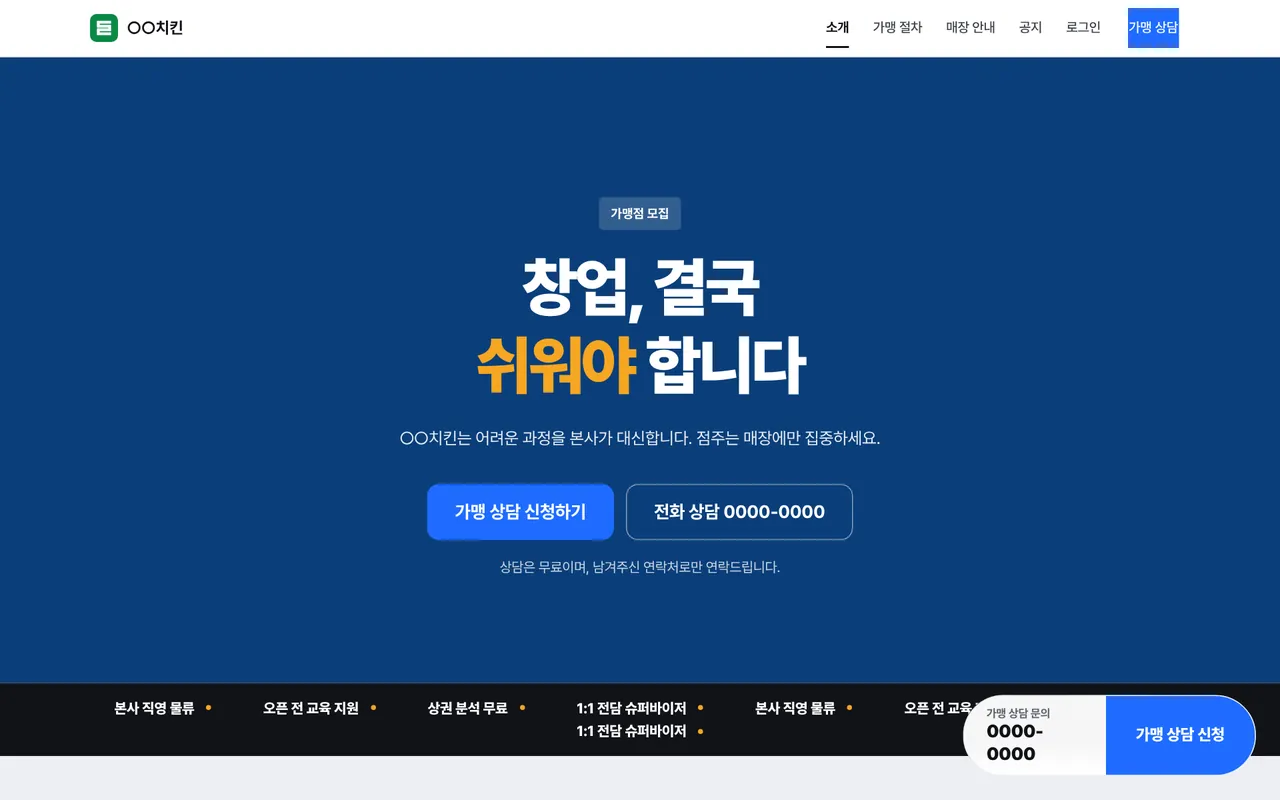 ○○치킨
소개
가맹 절차
매장 안내
공지
로그인
가맹 상담
가맹점 모집
창업, 결국
쉬워야 합니다
○○치킨는 어려운 과정을 본사가 대신합니다. 점주는 매장에만 집중하세요.
가맹 상담 신청하기
전화 상담 0000-0000
상담은 무료이며, 남겨주신 연락처로만 연락드립니다.
본사 직영 물류 • 오픈 전 교육 지원 • 상권 분석 무료 • 1:1 전담 슈퍼바이저 • 본사 직영 물류 • 오픈 전 교육
1:1 전담 슈퍼바이저 •
가맹 상담 문의
0000-
0000
가맹 상담 신청